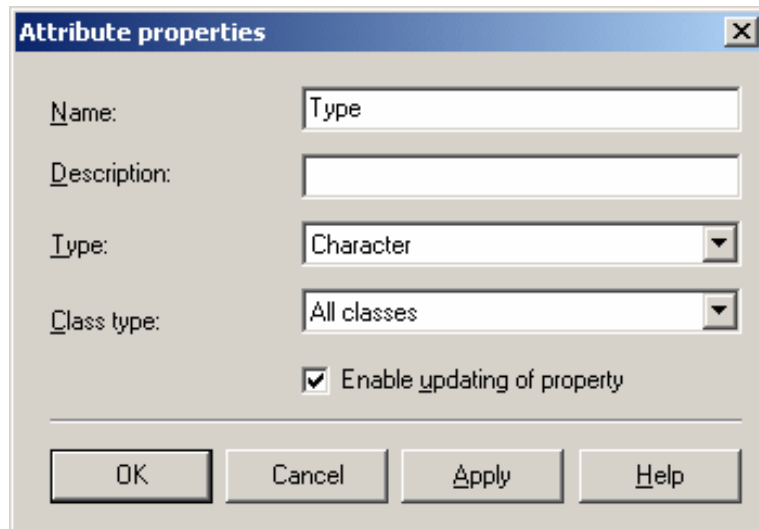 Attribute properties
Name: Type
Description:
Type: Character
Class type: All classes
Enable updating of property
OK Cancel Apply Help